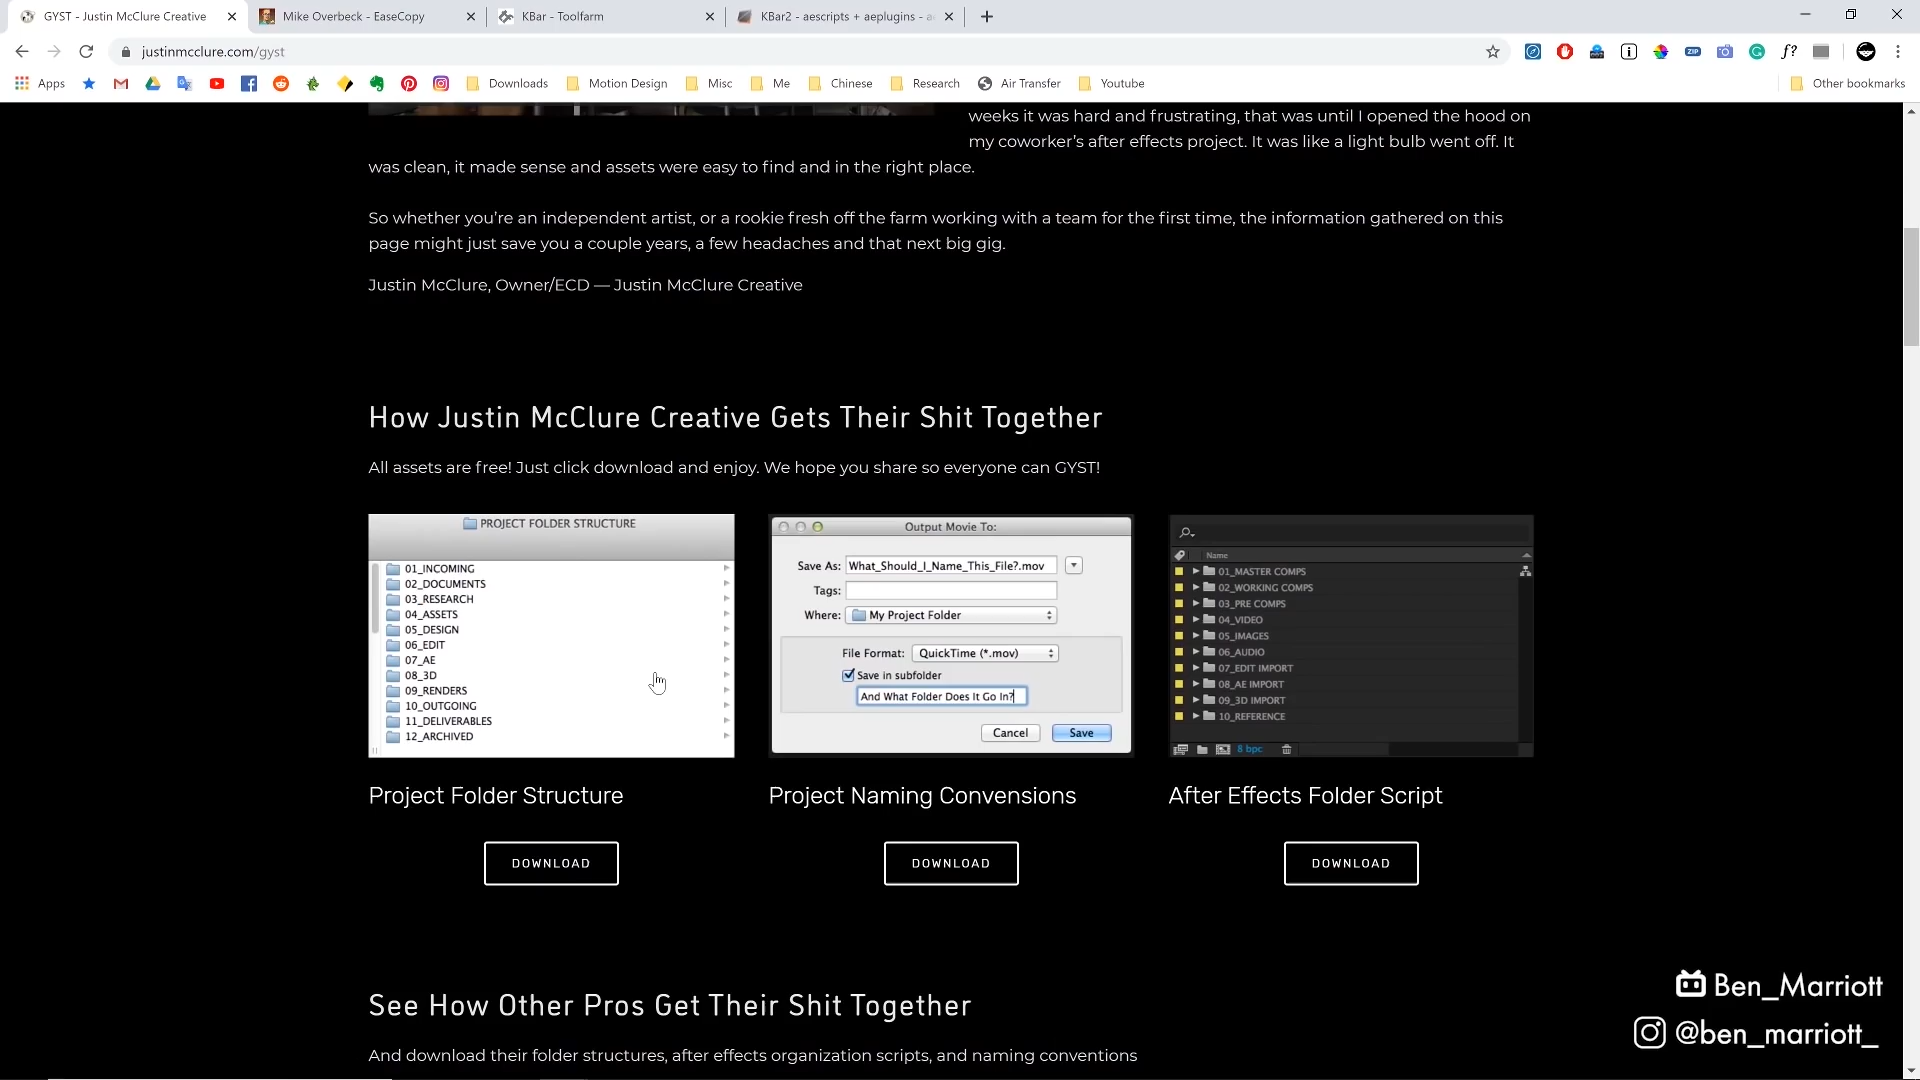 GYST - Justin McClure Creative
Mike Overbeck - EaseCopy
KBar - Toolfarm
KBar2 - aescripts + aeplugins - a
justinmcclure.com/gyst
Apps
Downloads
Motion Design
Misc
Me
Chinese
Research
Air Transfer
Youtube
Other bookmarks
weeks it was hard and frustrating, that was until I opened the hood on
my coworker’s after effects project. It was like a light bulb went off. It
was clean, it made sense and assets were easy to find and in the right place.
So whether you’re an independent artist, or a rookie fresh off the farm working with a team for the first time, the information gathered on this
page might just save you a couple years, a few headaches and that next big gig.
Justin McClure, Owner/ECD — Justin McClure Creative
How Justin McClure Creative Gets Their Shit Together
All assets are free! Just click download and enjoy. We hope you share so everyone can GYST!
PROJECT FOLDER STRUCTURE
01_INCOMING
02_DOCUMENTS
03_RESEARCH
04_ASSETS
05_DESIGN
06_EDIT
07_AE
08_3D
09_RENDERS
10_OUTGOING
11_DELIVERABLES
12_ARCHIVED
Output Movie To:
Save As: What_Should_I_Name_This_File?.mov
Tags:
Where: My Project Folder
File Format: QuickTime (*.mov)
Save in subfolder
And What Folder Does It Go In?
Cancel
Save
Name
01_MASTER COMPS
02_WORKING COMPS
03_PRE COMPS
04_VIDEO
05_IMAGES
06_AUDIO
07_EDIT IMPORT
08_AE IMPORT
09_3D IMPORT
10_REFERENCE
8 bpc
Project Folder Structure
Project Naming Convensions
After Effects Folder Script
DOWNLOAD
DOWNLOAD
DOWNLOAD
See How Other Pros Get Their Shit Together
And download their folder structures, after effects organization scripts, and naming conventions
Ben_Marriott
@ben_marriott_